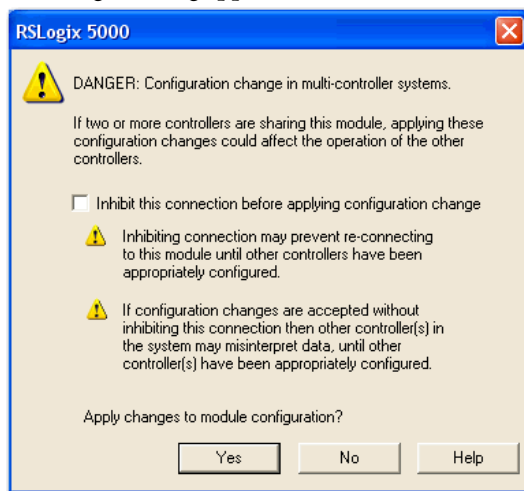 RSLogix 5000
DANGER: Configuration change in multi-controller systems.
If two or more controllers are sharing this module, applying these
configuration changes could affect the operation of the other
controllers.
Inhibit this connection before applying configuration change
Inhibiting connection may prevent re-connecting
to this module until other controllers have been
appropriately configured.
If configuration changes are accepted without
inhibiting this connection then other controller(s) in
the system may misinterpret data, until other
controller(s) have been appropriately configured.
Apply changes to module configuration?
Yes No Help